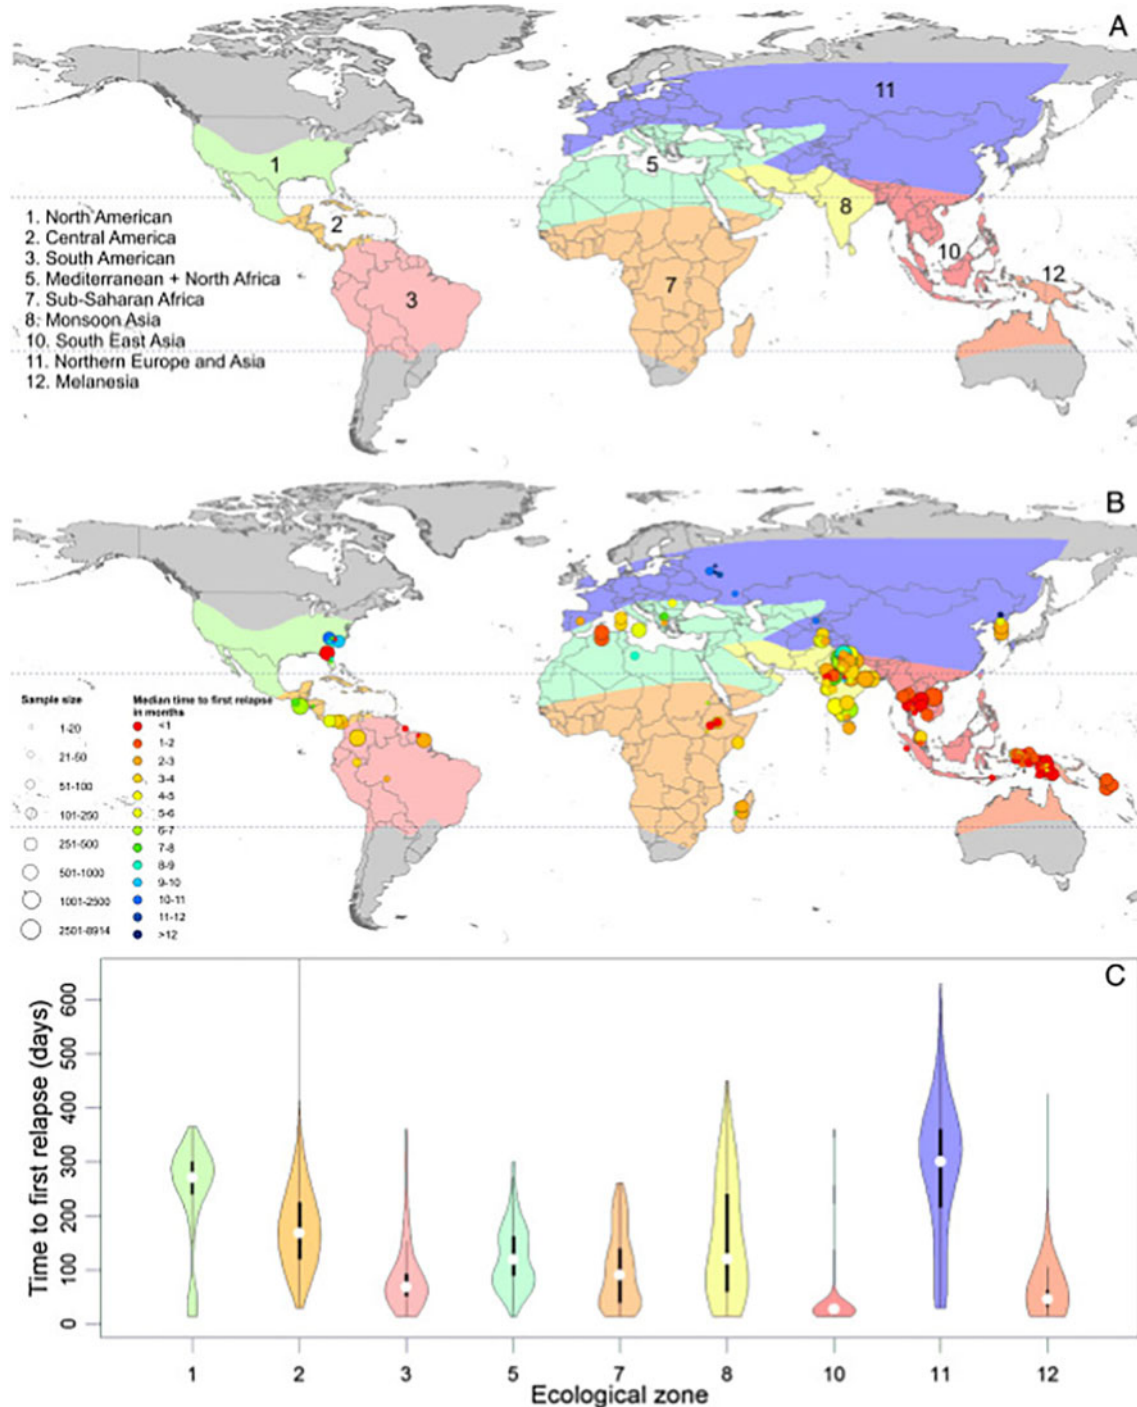 A
11
1
5
8
2
10
12
7
3
1. North American
2. Central America
3. South American
5. Mediterranean + North Africa
7. Sub-Saharan Africa
8. Monsoon Asia
10. South East Asia
11. Northern Europe and Asia
12. Melanesia
B
Sample size
1-20
21-50
51-100
101-250
251-500
501-1000
1001-2500
2501-8914
Median time to first relapse
in months
<1
1-2
2-3
3-4
4-5
5-6
6-7
7-8
8-9
9-10
10-11
11-12
>12
C
Time to first relapse (days)
600
500
400
300
200
100
0
1 2 3 5 7 8 10 11 12
Ecological zone